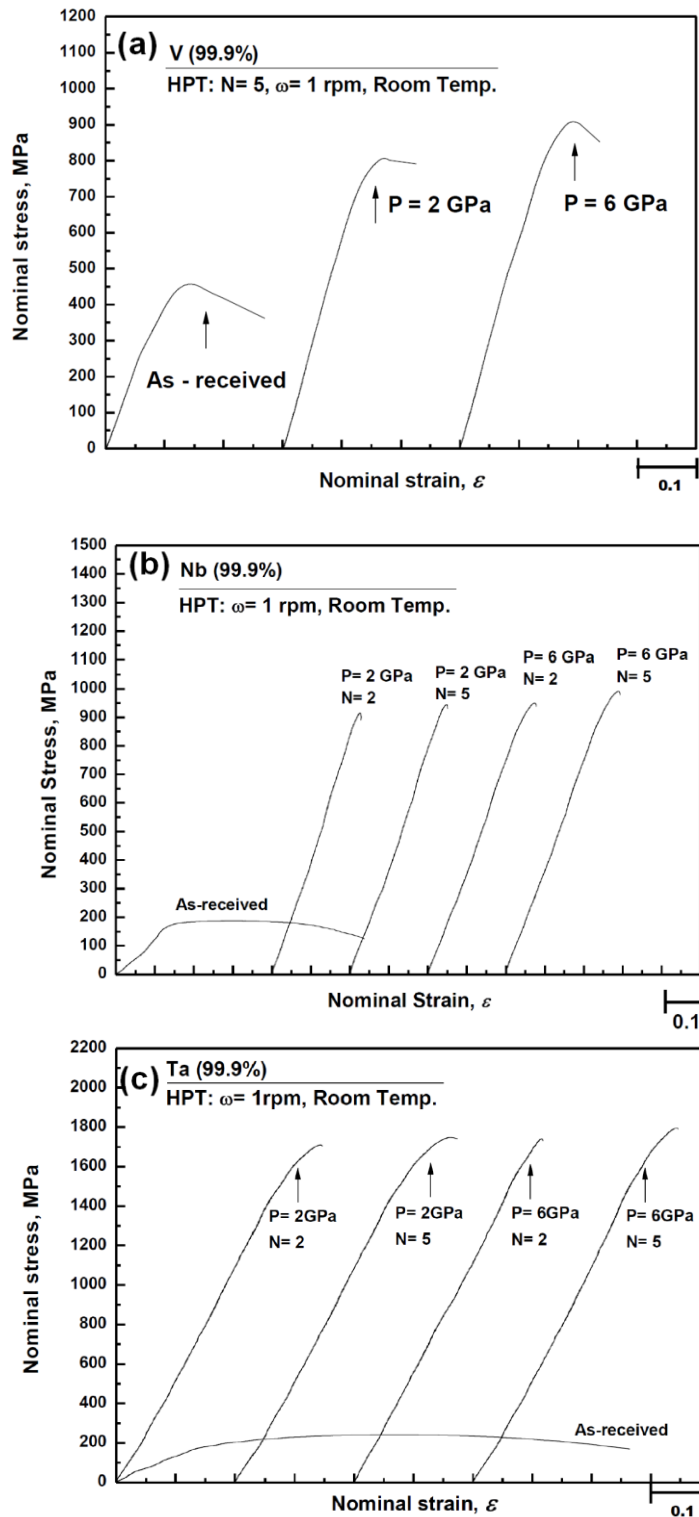 (a)
V (99.9%)
HPT: N= 5, ω= 1 rpm, Room Temp.
1200
1100
1000
900
800
700
600
500
400
300
200
100
0
Nominal stress, MPa
P = 2 GPa
P = 6 GPa
As - received
Nominal strain, ε
0.1
(b)
Nb (99.9%)
HPT: ω= 1 rpm, Room Temp.
1500
1400
1300
1200
1100
1000
900
800
700
600
500
400
300
200
100
0
Nominal Stress, MPa
P= 2 GPa
N= 2
P= 2 GPa
N= 5
P= 6 GPa
N= 2
P= 6 GPa
N= 5
As-received
Nominal Strain, ε
0.1
(c)
Ta (99.9%)
HPT: ω= 1rpm, Room Temp.
2200
2000
1800
1600
1400
1200
1000
800
600
400
200
0
Nominal stress, MPa
P= 2GPa
N= 2
P= 2GPa
N= 5
P= 6GPa
N= 2
P= 6GPa
N= 5
As-received
Nominal strain, ε
0.1